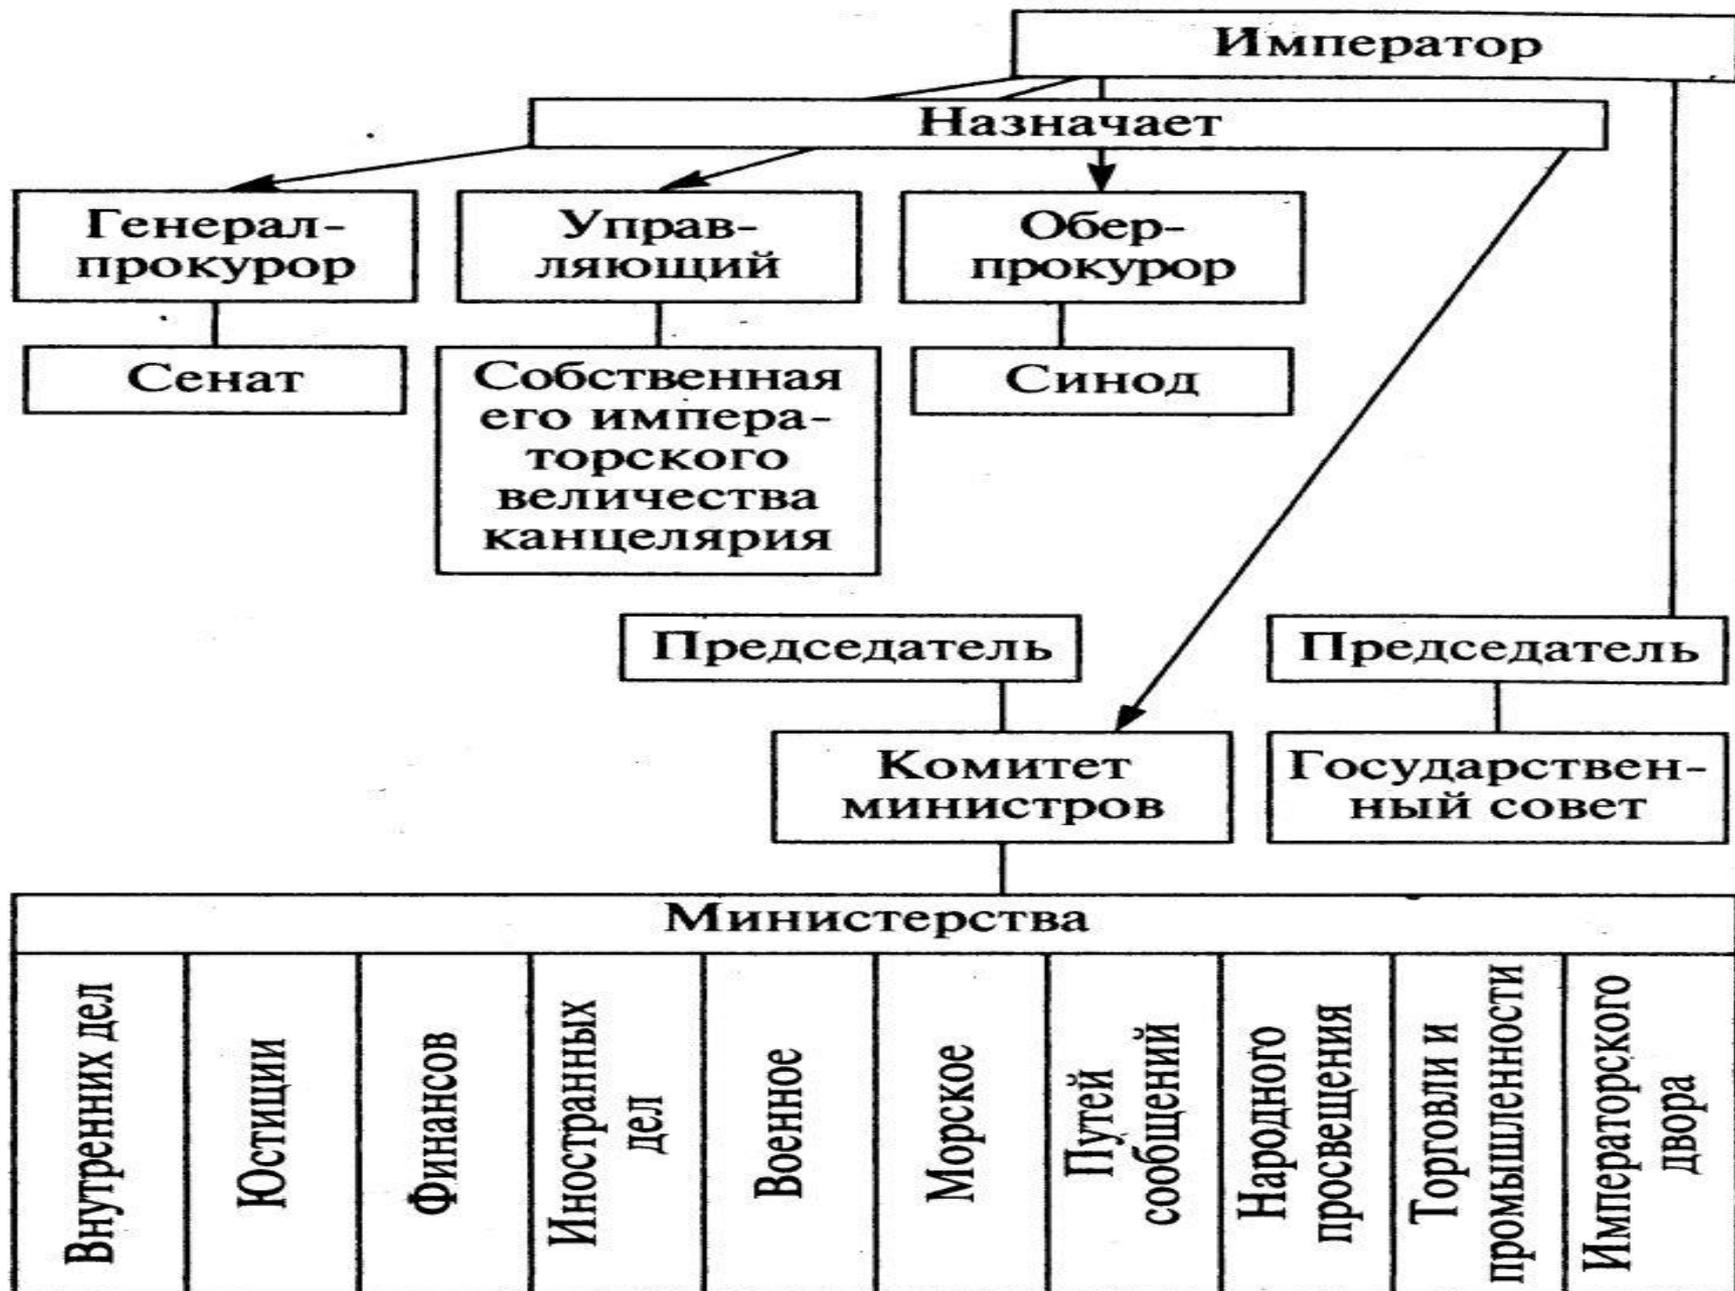 Император
Назначает
Генерал-
прокурор
Управ-
ляющий
Обер-
прокурор
Сенат
Собственная
его импера-
торского
величества
канцелярия
Синод
Председатель
Председатель
Комитет
министров
Государствен-
ный совет
Министерства
Внутренних дел
Юстиции
Финансов
Иностранных
дел
Военное
Морское
Путей
сообщений
Народного
просвещения
Торговли и
промышленности
Императорского
двора